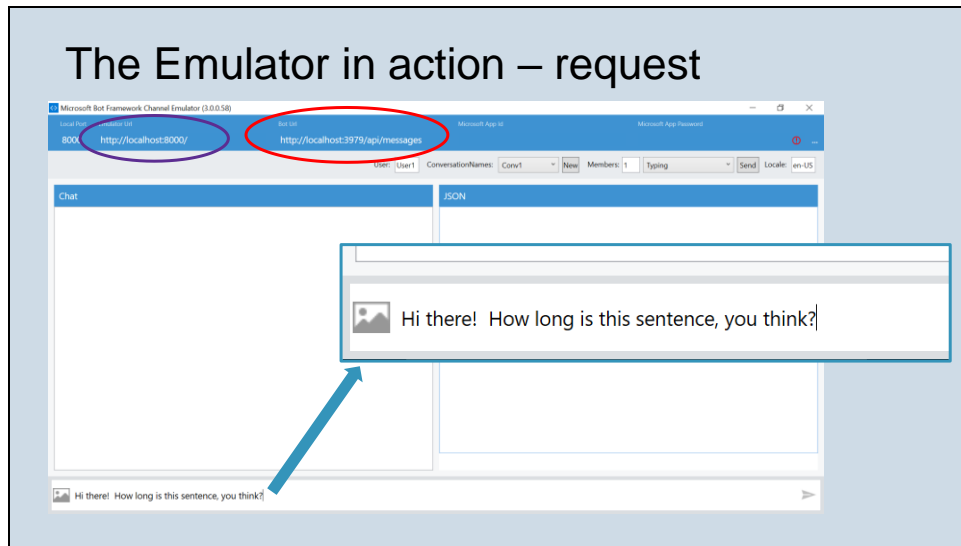 The Emulator in action – request
Microsoft Bot Framework Channel Emulator (3.0.0.58)
Local Port Emulator Url Bot Url Microsoft App Id Microsoft App Password
8000 http://localhost:8000/ http://localhost:3979/api/messages
User: User1 ConversationNames: Conv1 New Members: 1 Typing Send Locale: en-US
Chat JSON
Hi there! How long is this sentence, you think?
Hi there! How long is this sentence, you think?